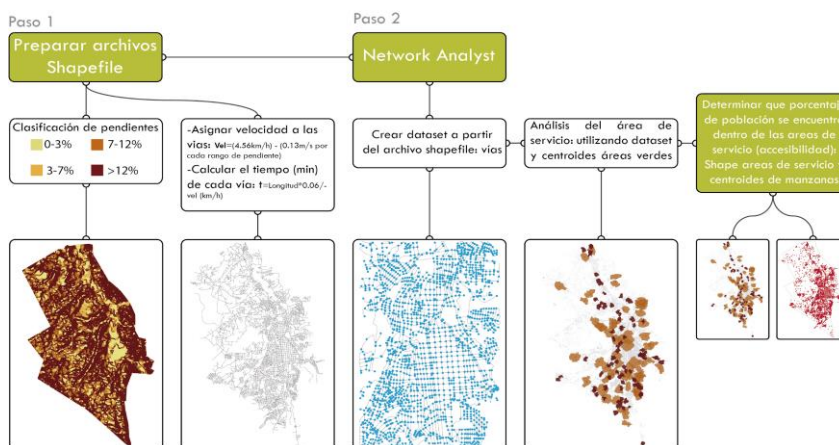 Paso 1
Preparar archivos
Shapefile
Clasificación de pendientes
0-3%
7-12%
3-7%
>12%
-Asignar velocidad a las
vías: Vel=(4.56km/h) - (0.13m/s por
cada rango de pendiente)
-Calcular el tiempo (min)
de cada vía: t=Longitud*0.06/-
vel (km/h)
Paso 2
Network Analyst
Crear dataset a partir
del archivo shapefile: vías
Análisis del área de
servicio: utilizando dataset
y centroides áreas verdes
Determinar que porcentaj
de población se encuentr
dentro de las areas de
servicio (accesibilidad):
Shape areas de servicio
centroides de manzanas